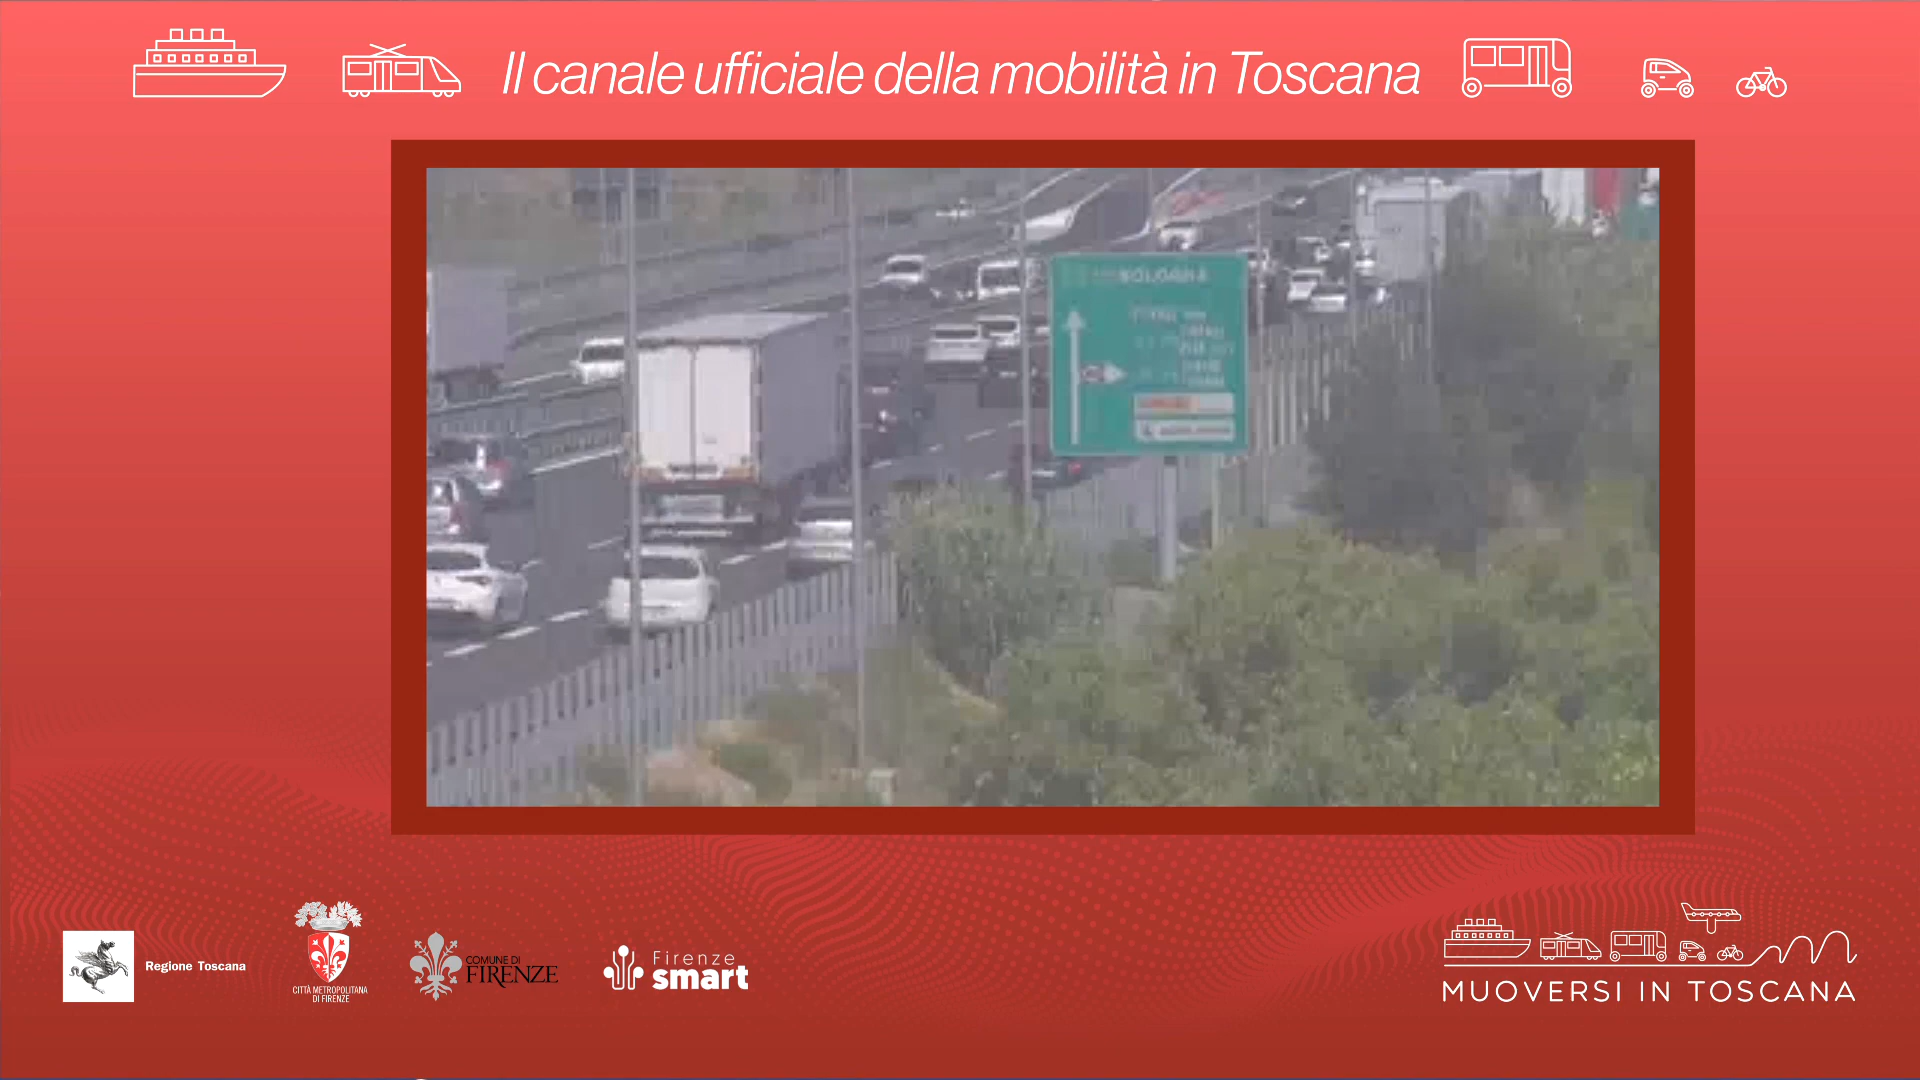 Il canale ufficiale della mobilità in Toscana
BOLOGNA
Regione Toscana
CITTÀ METROPOLITANA
DI FIRENZE
COMUNE DI
FIRENZE
Firenze
smart
MUOVERSI IN TOSCANA